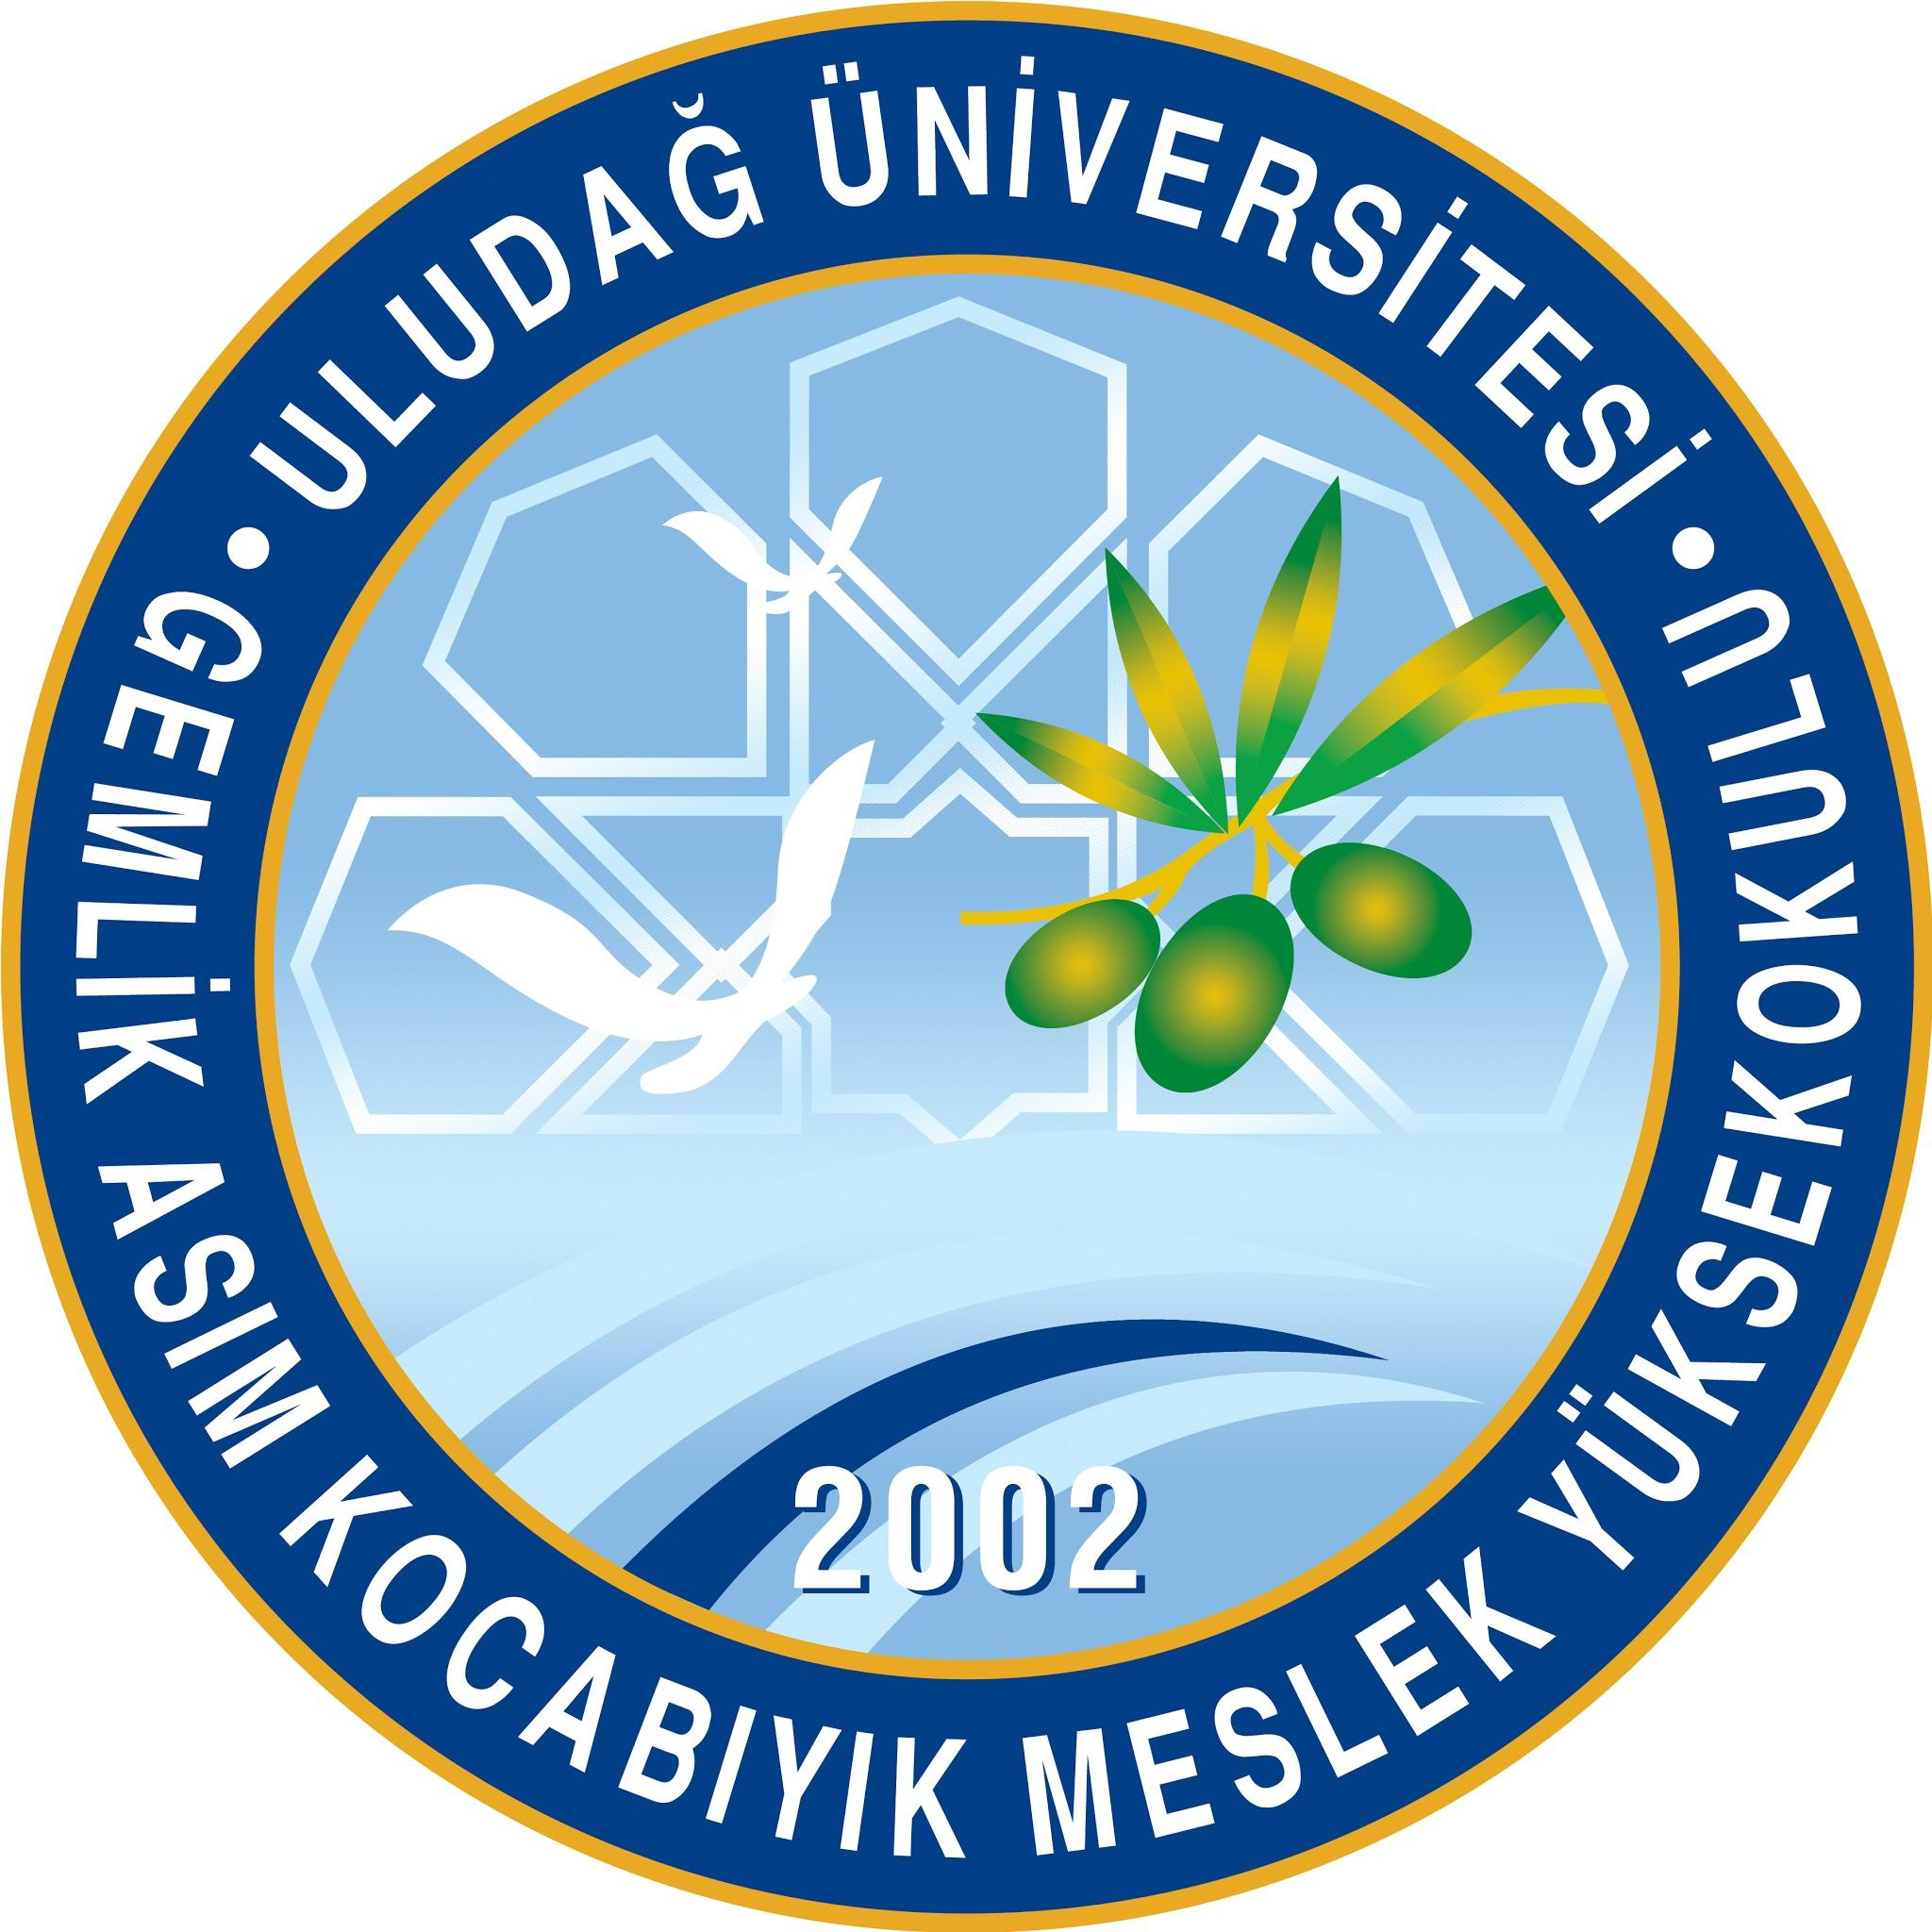 ULUDAĞ ÜNİVERSİTESİ
GEMLİK ASIM KOCABIYIK MESLEK YÜKSEKOKULU
2002